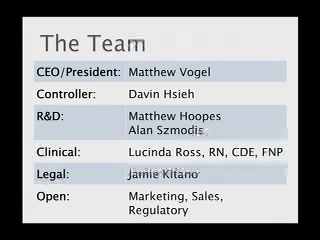 The Team
CEO/President: Matthew Vogel
Controller: Davin Hsieh
R&D: Matthew Hoopes
Alan Szmodis
Clinical: Lucinda Ross, RN, CDE, FNP
Legal: Jamie Kitano
Open: Marketing, Sales,
Regulatory